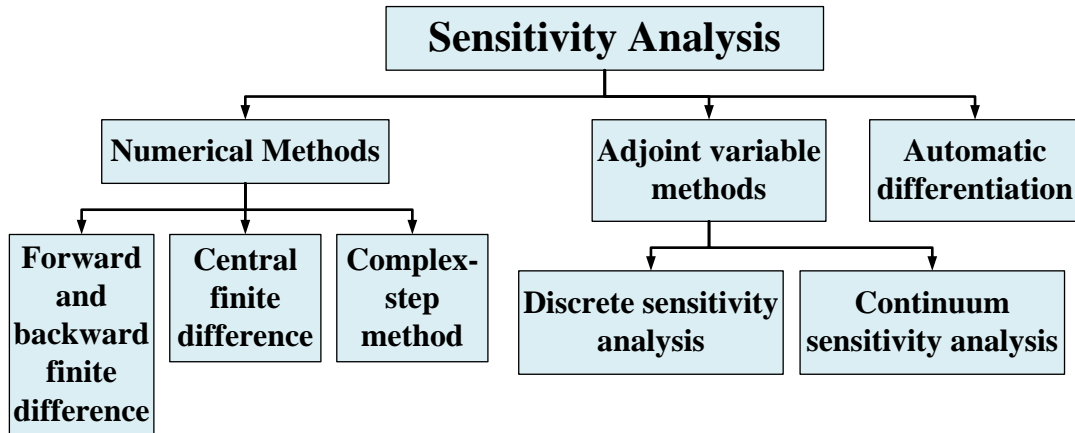 Sensitivity Analysis
Numerical Methods
Adjoint variable
methods
Automatic
differentiation
Forward
and
backward
finite
difference
Central
finite
difference
Complex-
step
method
Discrete sensitivity
analysis
Continuum
sensitivity analysis